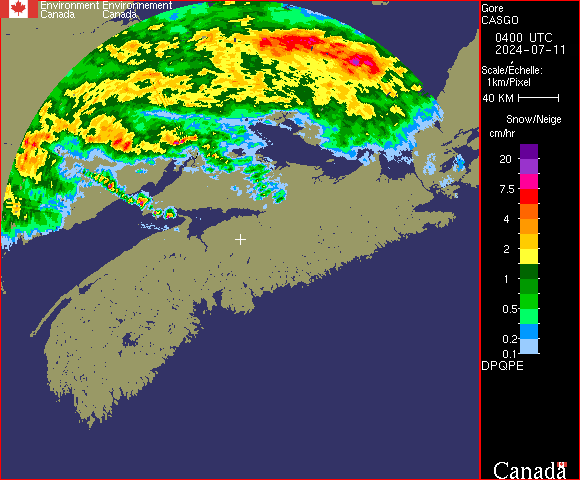 Environment Environnement
Canada Canada
Gore
CASGO
0400 UTC
2024-07-11
Scale/Échelle:
1km/Pixel
40 KM
Snow/Neige
cm/hr
20
7.5
4
2
1
0.5
0.2
0.1
DPQPE
Canada